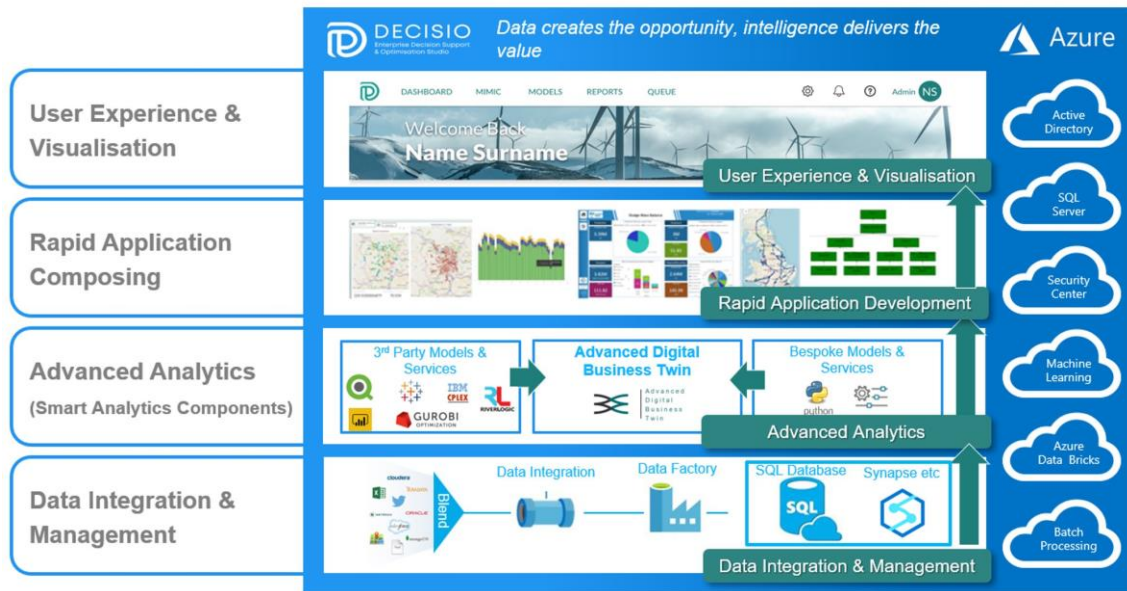 DECISIO
Enterprise Decision Support
& Optimisation Studio
Data creates the opportunity, intelligence delivers the
value
Azure
User Experience &
Visualisation
DASHBOARD MIMIC MODELS REPORTS QUEUE Admin NS
Welcome Back
Name Surname
User Experience & Visualisation
Rapid Application
Composing
Rapid Application Development
Advanced Analytics
(Smart Analytics Components)
3rd Party Models &
Services
IBM
CPLEX
RIVERLOGIC
GUROBI
OPTIMIZATION
Advanced Digital
Business Twin
Advanced
Digital
Business
Twin
Bespoke Models &
Services
python
Advanced Analytics
Data Integration &
Management
cloudera
ORACLE
Blend
Data Integration
Data Factory
SQL Database
SQL
Synapse etc
Data Integration & Management
Active
Directory
SQL
Server
Security
Center
Machine
Learning
Azure
Data Bricks
Batch
Processing